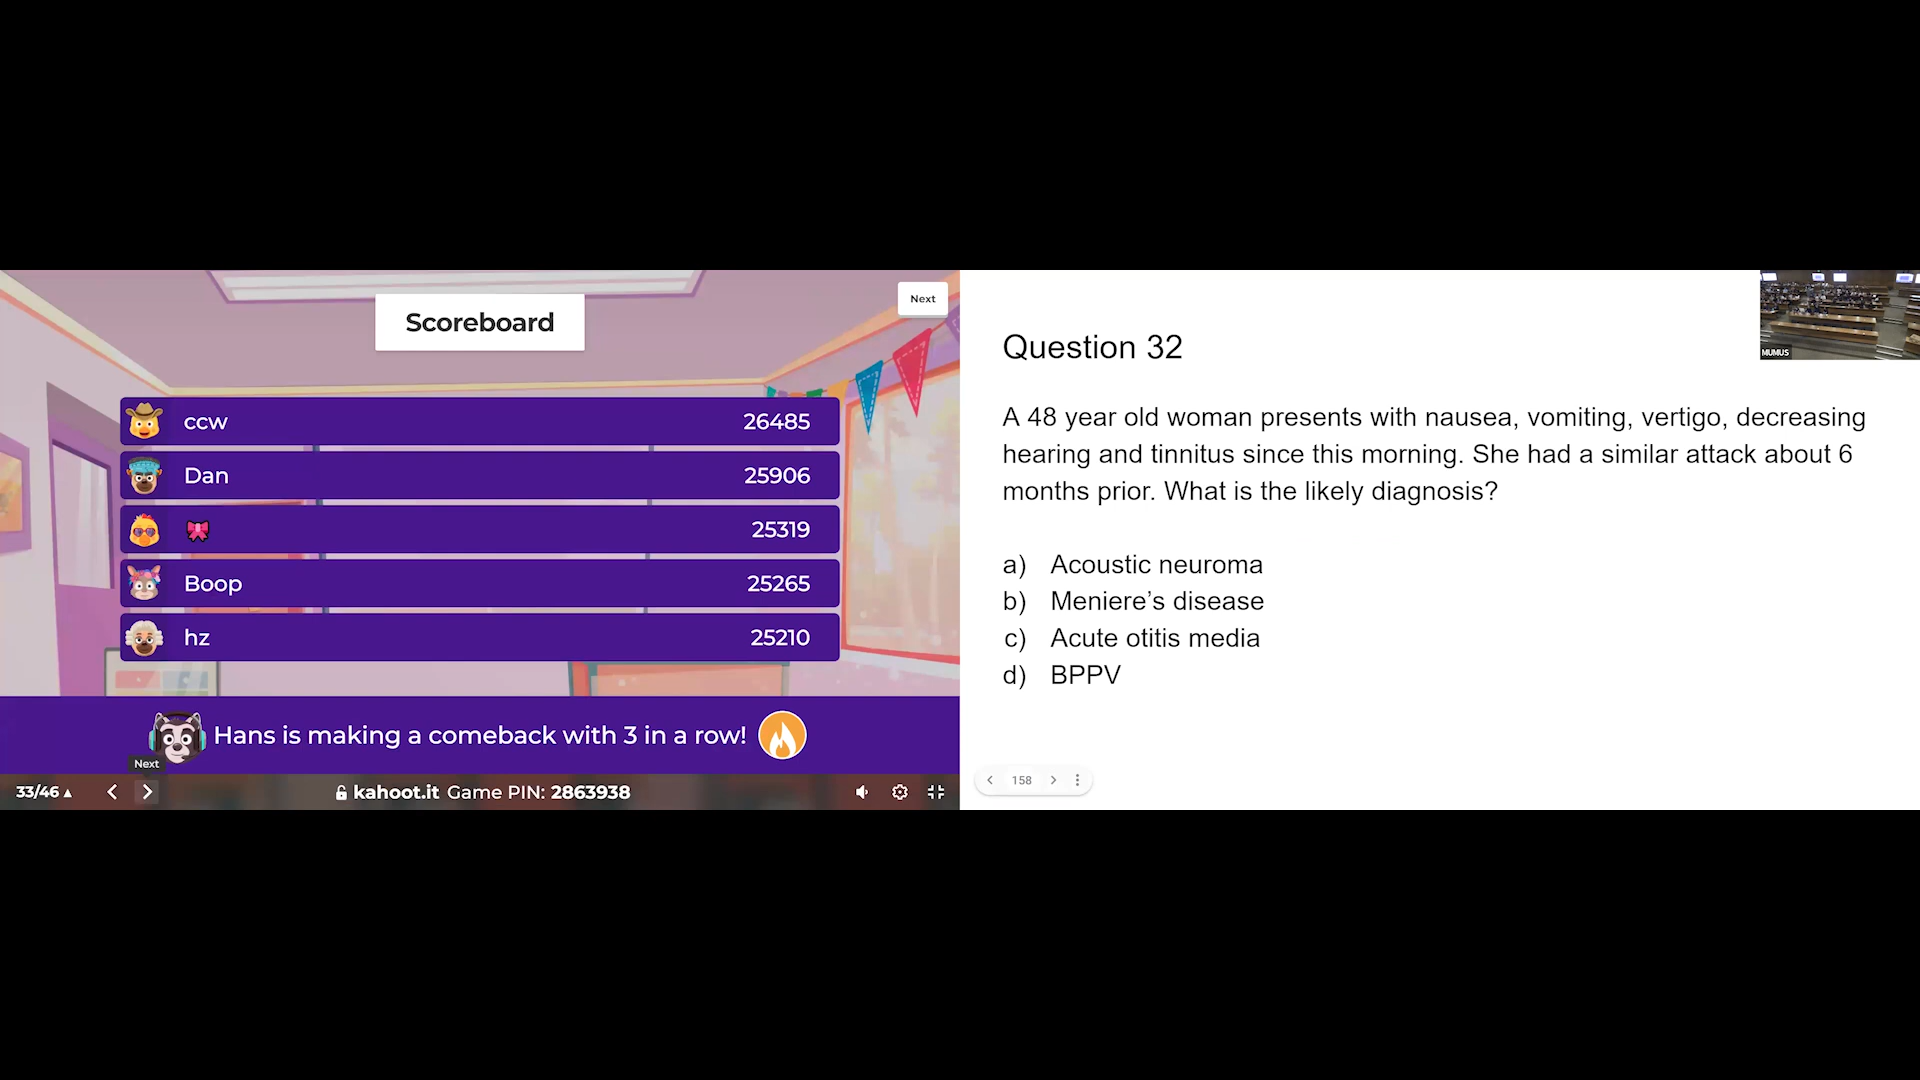 Scoreboard
Next
ccw 26485
Dan 25906
25319
Boop 25265
hz 25210
Hans is making a comeback with 3 in a row!
Next
33/46
kahoot.it Game PIN: 2863938
MUMUS
Question 32
A 48 year old woman presents with nausea, vomiting, vertigo, decreasing
hearing and tinnitus since this morning. She had a similar attack about 6
months prior. What is the likely diagnosis?
a) Acoustic neuroma
b) Meniere’s disease
c) Acute otitis media
d) BPPV
158